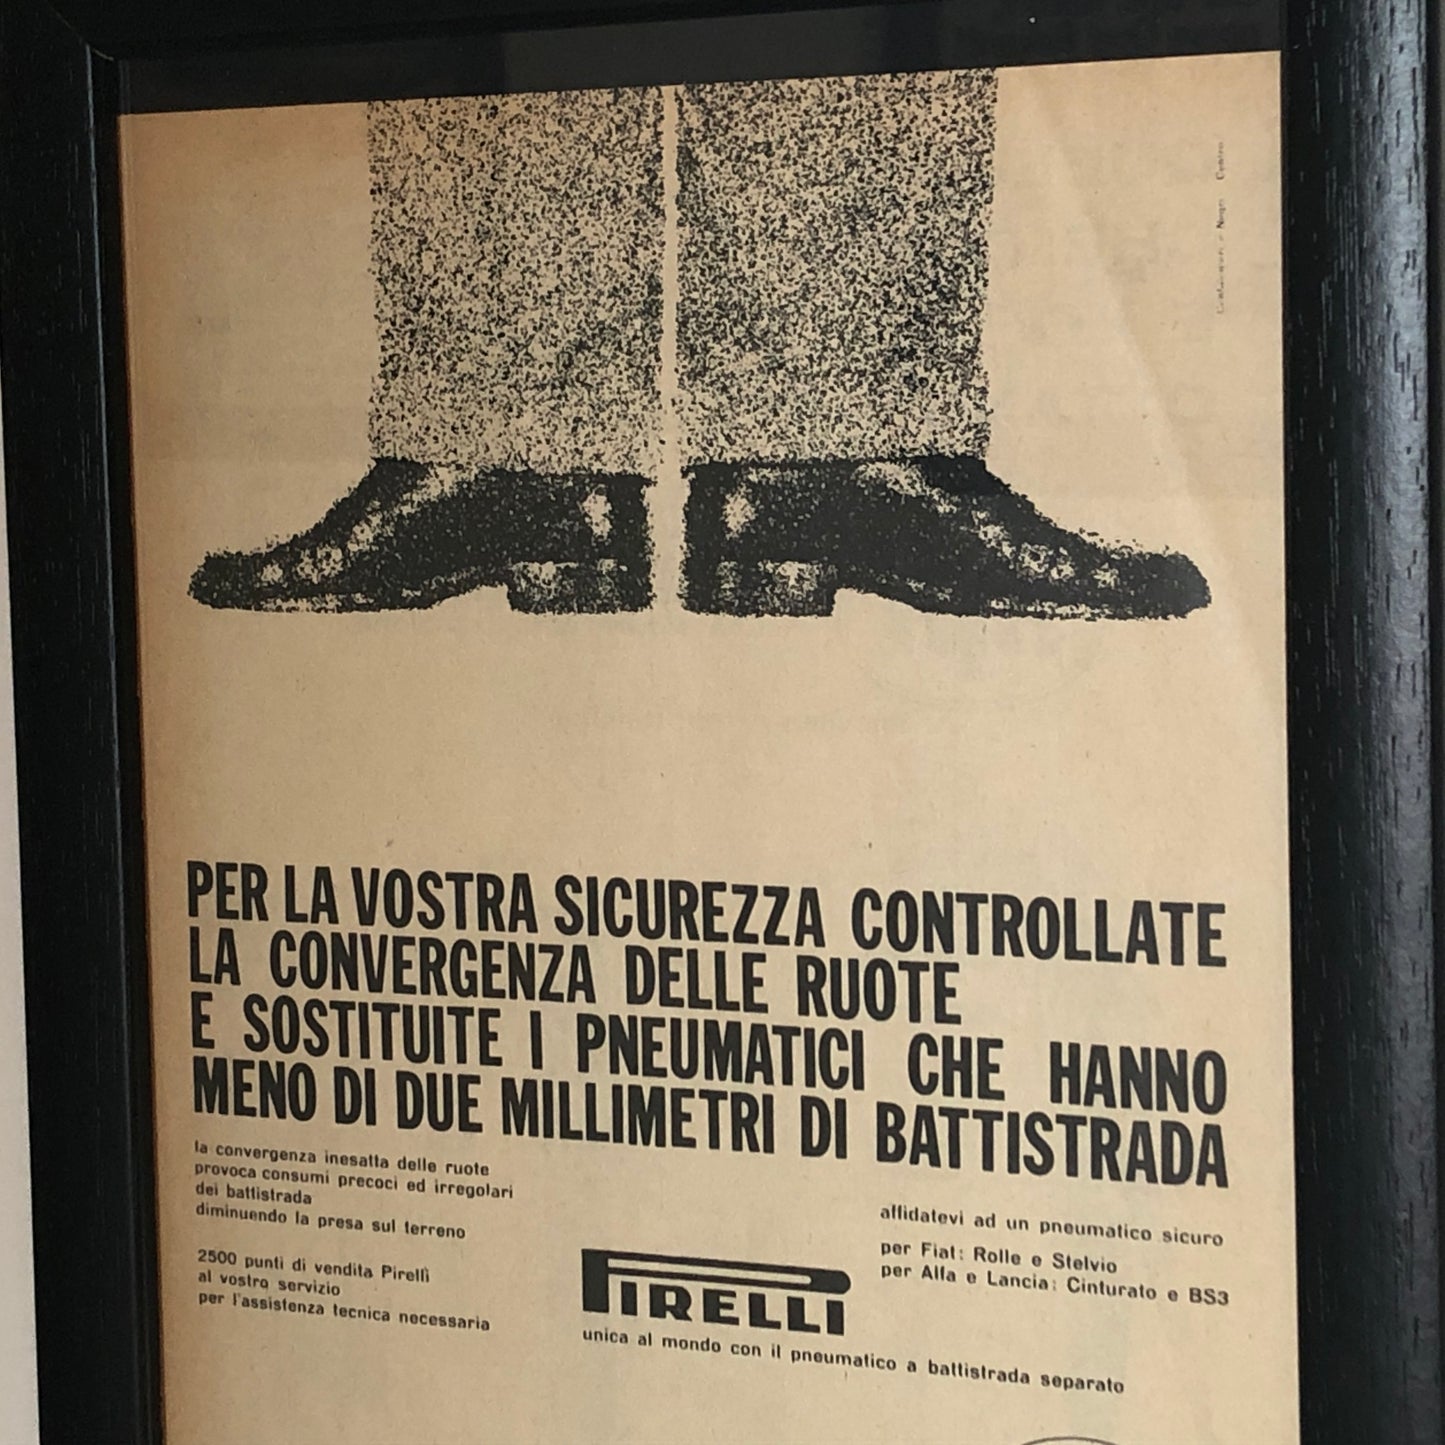 PER LA VOSTRA SICUREZZA CONTROLLATE
LA CONVERGENZA DELLE RUOTE
E SOSTITUITE I PNEUMATICI CHE HANNO
MENO DI DUE MILLIMETRI DI BATTISTRADA
la convergenza inesatta delle ruote
provoca consumi precoci ed irregolari
dei battistrada
diminuendo la presa sul terreno
2500 punti di vendita Pirelli
al vostro servizio
per l'assistenza tecnica necessaria
PIRELLI
unica al mondo con il pneumatico a battistrada separato
affidatevi ad un pneumatico sicuro
per Fiat: Rolle e Stelvio
per Alfa e Lancia: Cinturato e BS3